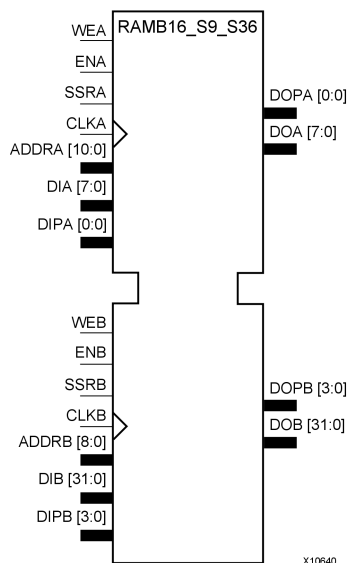 RAMB16_S9_S36
WEA
ENA
SSRA
CLKA
ADDRA [10:0]
DIA [7:0]
DIPA [0:0]
DOPA [0:0]
DOA [7:0]
WEB
ENB
SSRB
CLKB
ADDRB [8:0]
DIB [31:0]
DIPB [3:0]
DOPB [3:0]
DOB [31:0]
X10640